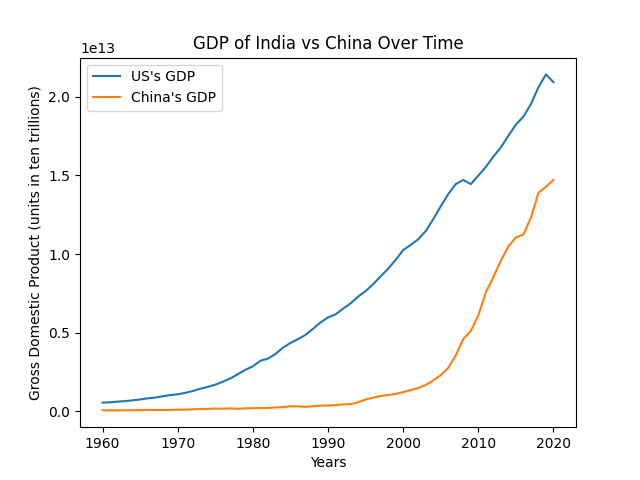 GDP of India vs China Over Time
1e13
US's GDP
China's GDP
2.0
1.5
1.0
0.5
0.0
Gross Domestic Product (units in ten trillions)
1960 1970 1980 1990 2000 2010 2020
Years